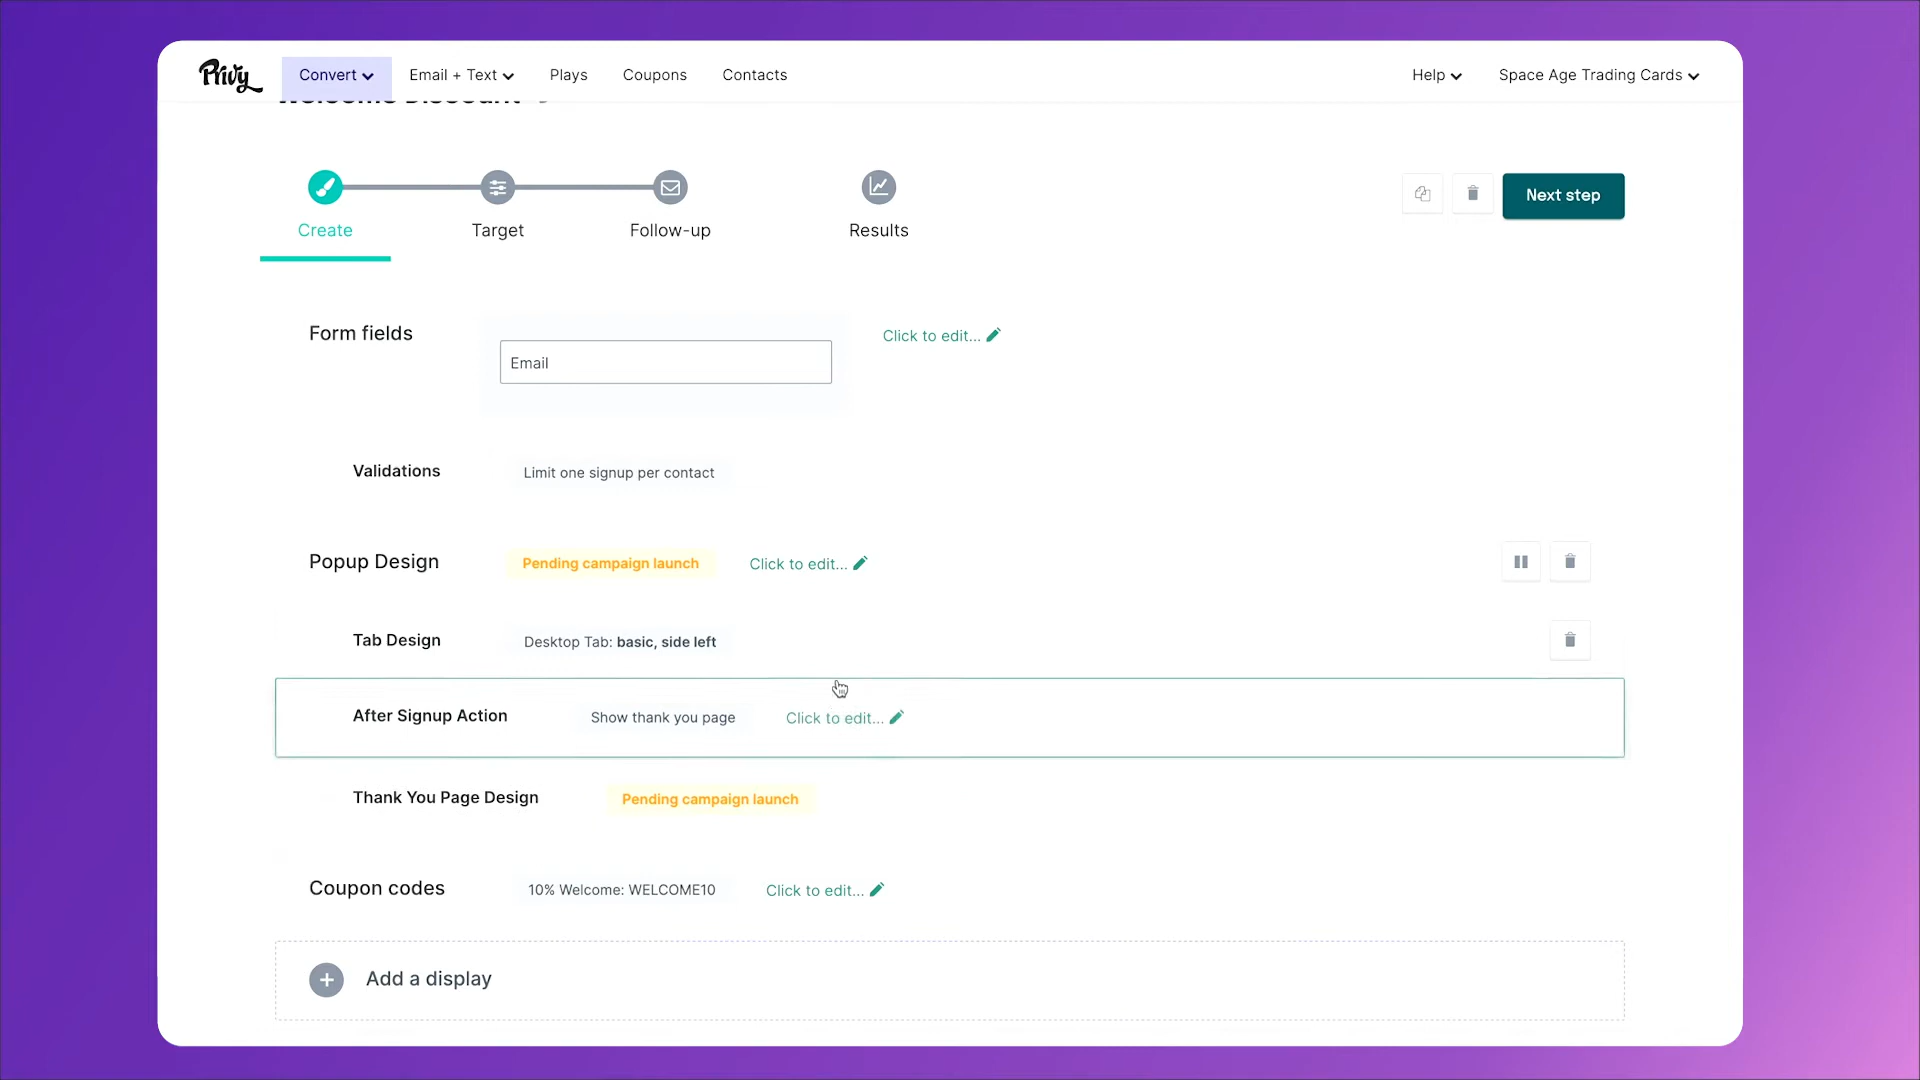 Privy
Convert
Email + Text
Plays
Coupons
Contacts
Help
Space Age Trading Cards
Welcome Discount
Create
Target
Follow-up
Results
Next step
Form fields
Email
Click to edit...
Validations
Limit one signup per contact
Popup Design
Pending campaign launch
Click to edit...
Tab Design
Desktop Tab: basic, side left
After Signup Action
Show thank you page
Click to edit...
Thank You Page Design
Pending campaign launch
Coupon codes
10% Welcome: WELCOME10
Click to edit...
Add a display